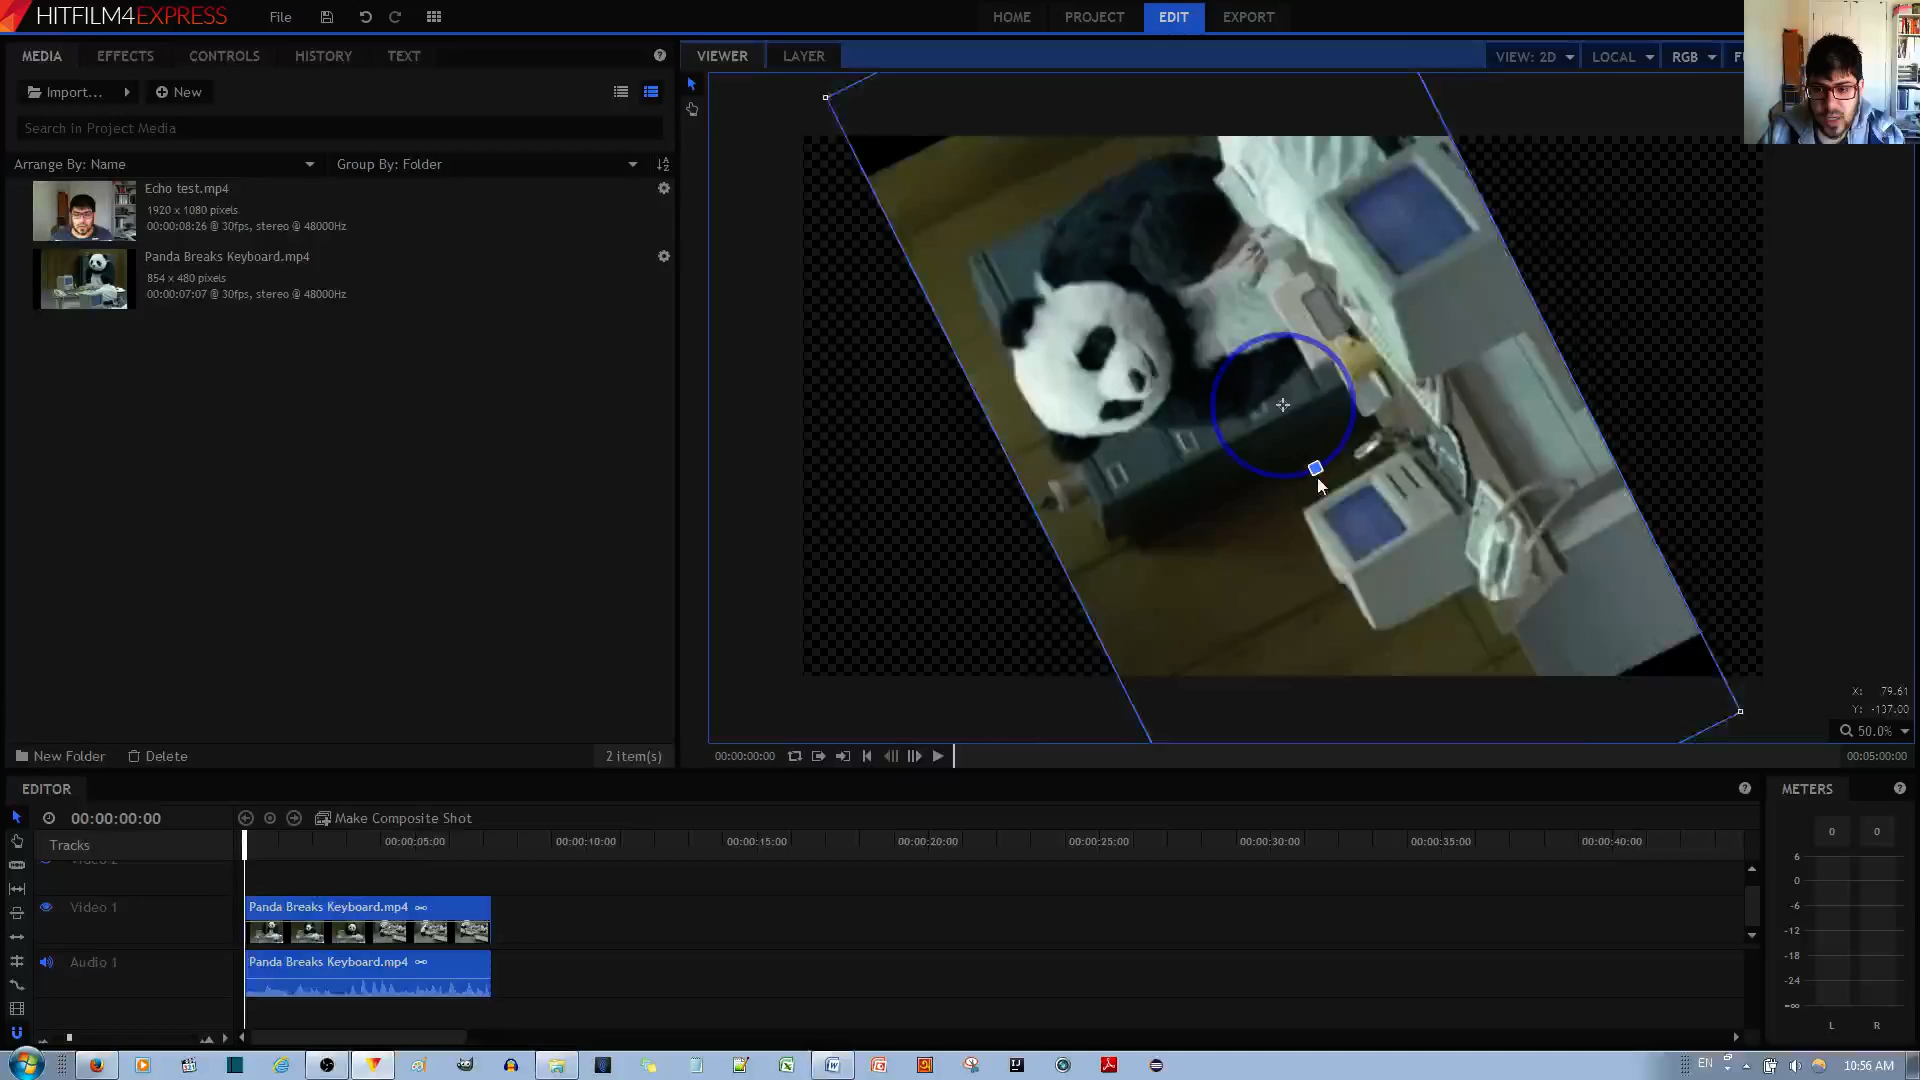 HITFILM4EXPRESS
File
HOME
PROJECT
EDIT
EXPORT
MEDIA
EFFECTS
CONTROLS
HISTORY
TEXT
VIEWER
LAYER
VIEW: 2D
LOCAL
RGB
Import...
New
Search in Project Media
Arrange By: Name
Group By: Folder
Echo test.mp4
1920 x 1080 pixels
00:00:08:26 @ 30fps, stereo @ 48000Hz
Panda Breaks Keyboard.mp4
854 x 480 pixels
00:00:07:07 @ 30fps, stereo @ 48000Hz
X: 79.61
Y: -137.00
50.0%
New Folder
Delete
2 item(s)
00:00:00:00
00:05:00:00
EDITOR
METERS
00:00:00:00
Make Composite Shot
Tracks
00:00:05:00
00:00:10:00
00:00:15:00
00:00:20:00
00:00:25:00
00:00:30:00
00:00:35:00
00:00:40:00
0 0
Video 1
Panda Breaks Keyboard.mp4
Audio 1
Panda Breaks Keyboard.mp4
6
0
-6
-12
-18
-24
-∞
L R
EN
10:56 AM